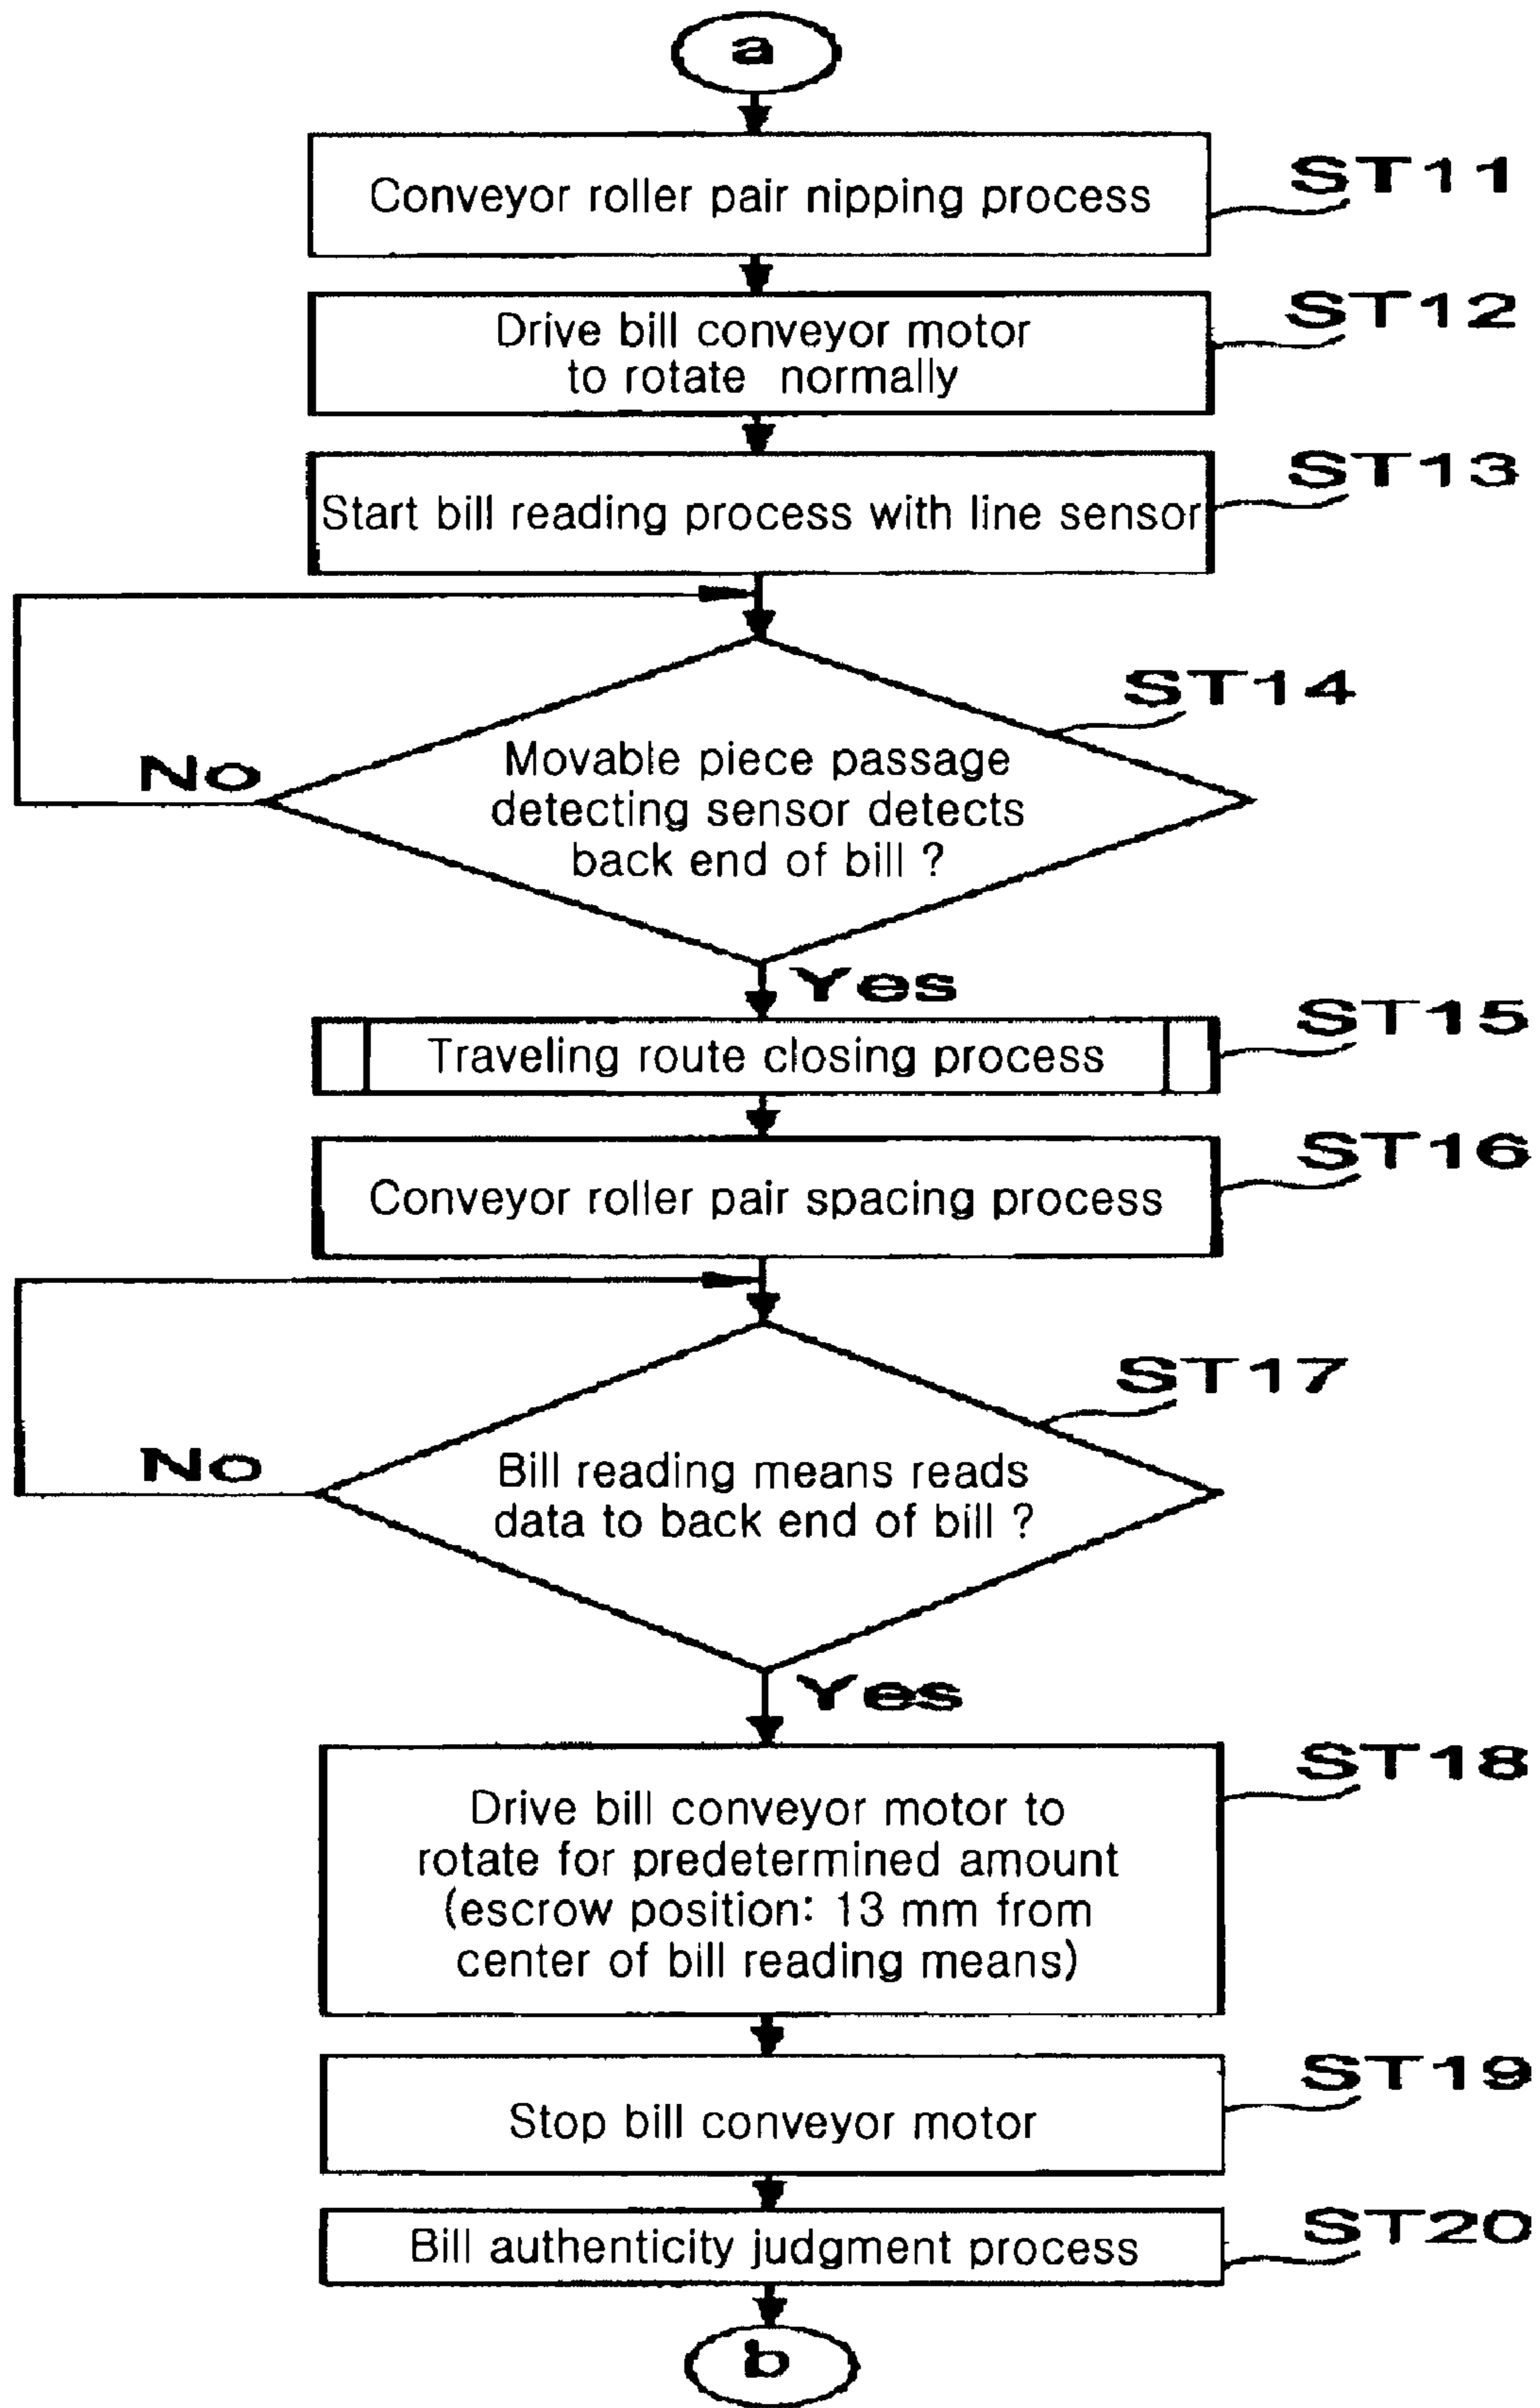 a
Conveyor roller pair nipping process
ST11
Drive bill conveyor motor
to rotate normally
ST12
Start bill reading process with line sensor
ST13
ST14
Movable piece passage
detecting sensor detects
back end of bill ?
No
Yes
Traveling route closing process
ST15
Conveyor roller pair spacing process
ST16
ST17
Bill reading means reads
data to back end of bill ?
No
Yes
Drive bill conveyor motor to
rotate for predetermined amount
(escrow position: 13 mm from
center of bill reading means)
ST18
Stop bill conveyor motor
ST19
Bill authenticity judgment process
ST20
b